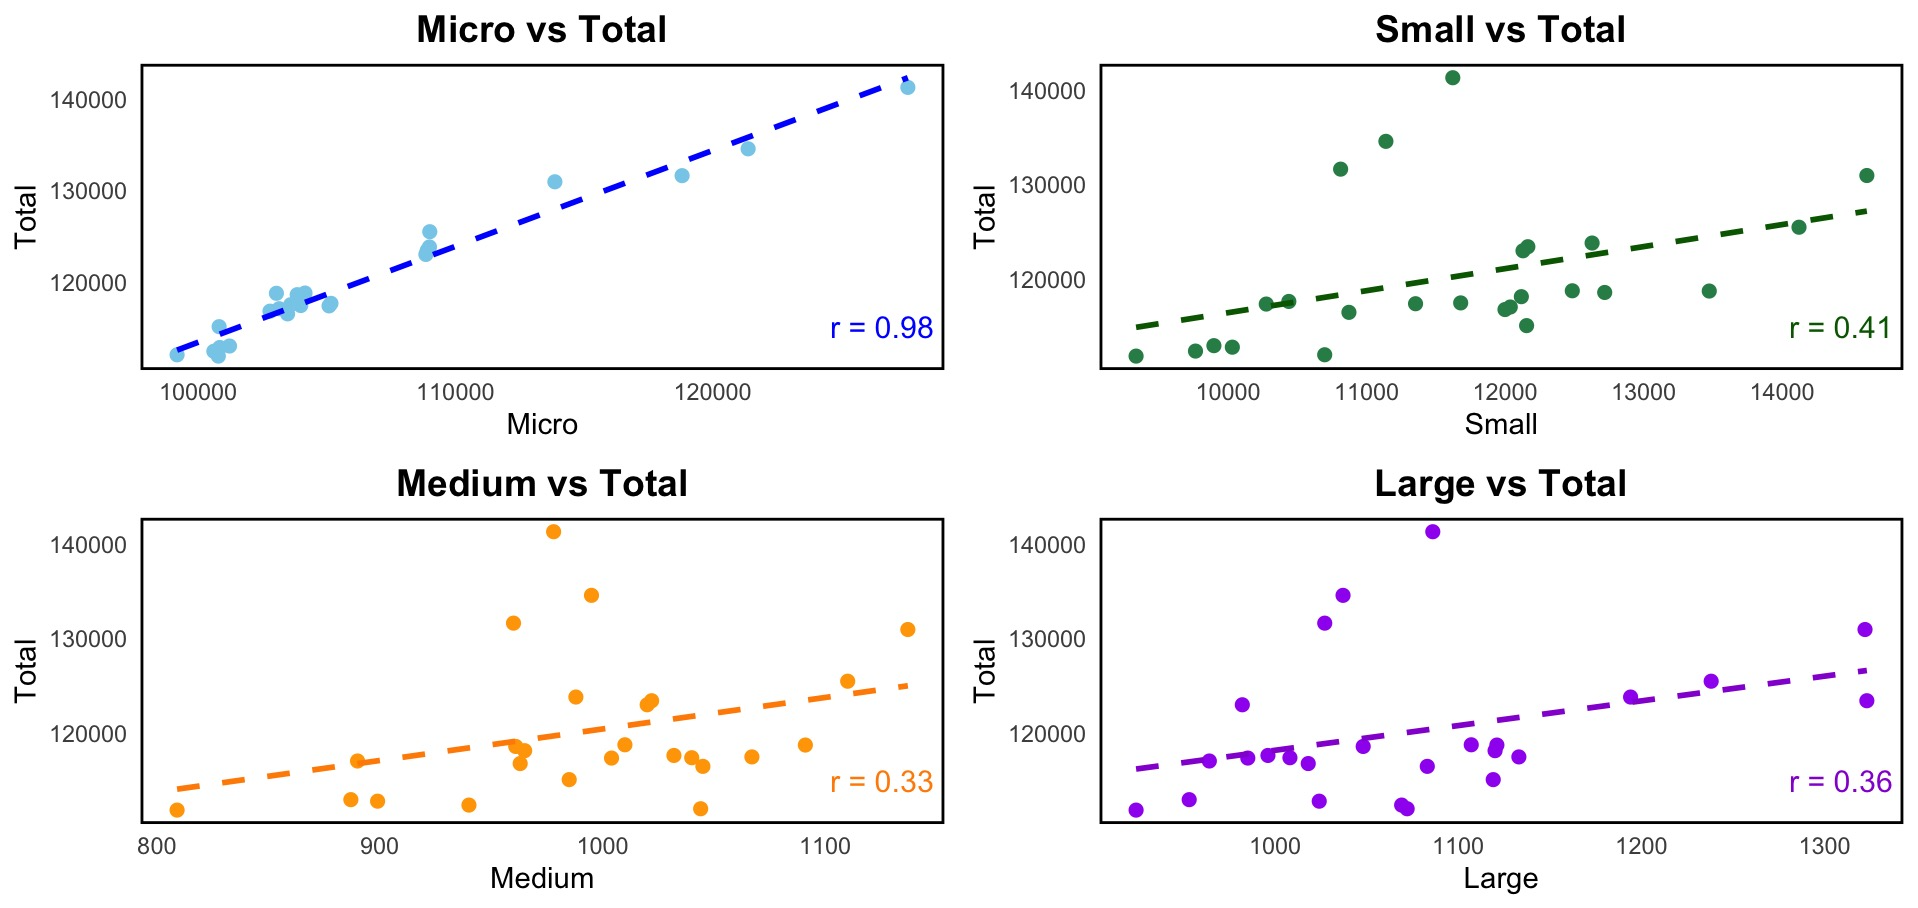 Micro vs Total
Total
140000
130000
120000
r = 0.98
100000 110000 120000
Micro
Small vs Total
Total
140000
130000
120000
r = 0.41
10000 11000 12000 13000 14000
Small
Medium vs Total
Total
140000
130000
120000
r = 0.33
800 900 1000 1100
Medium
Large vs Total
Total
140000
130000
120000
r = 0.36
1000 1100 1200 1300
Large